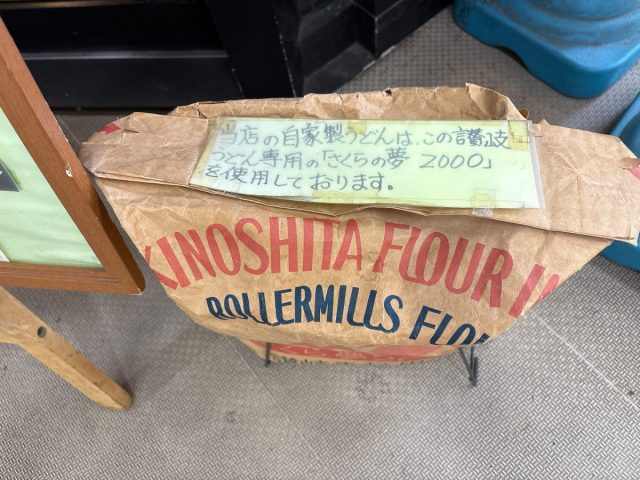 当店の自家製うどんは、この讃岐
うどん専用の「さくらの夢 2000」
を使用しております。
KINOSHITA FLOUR
ROLLERMILLS